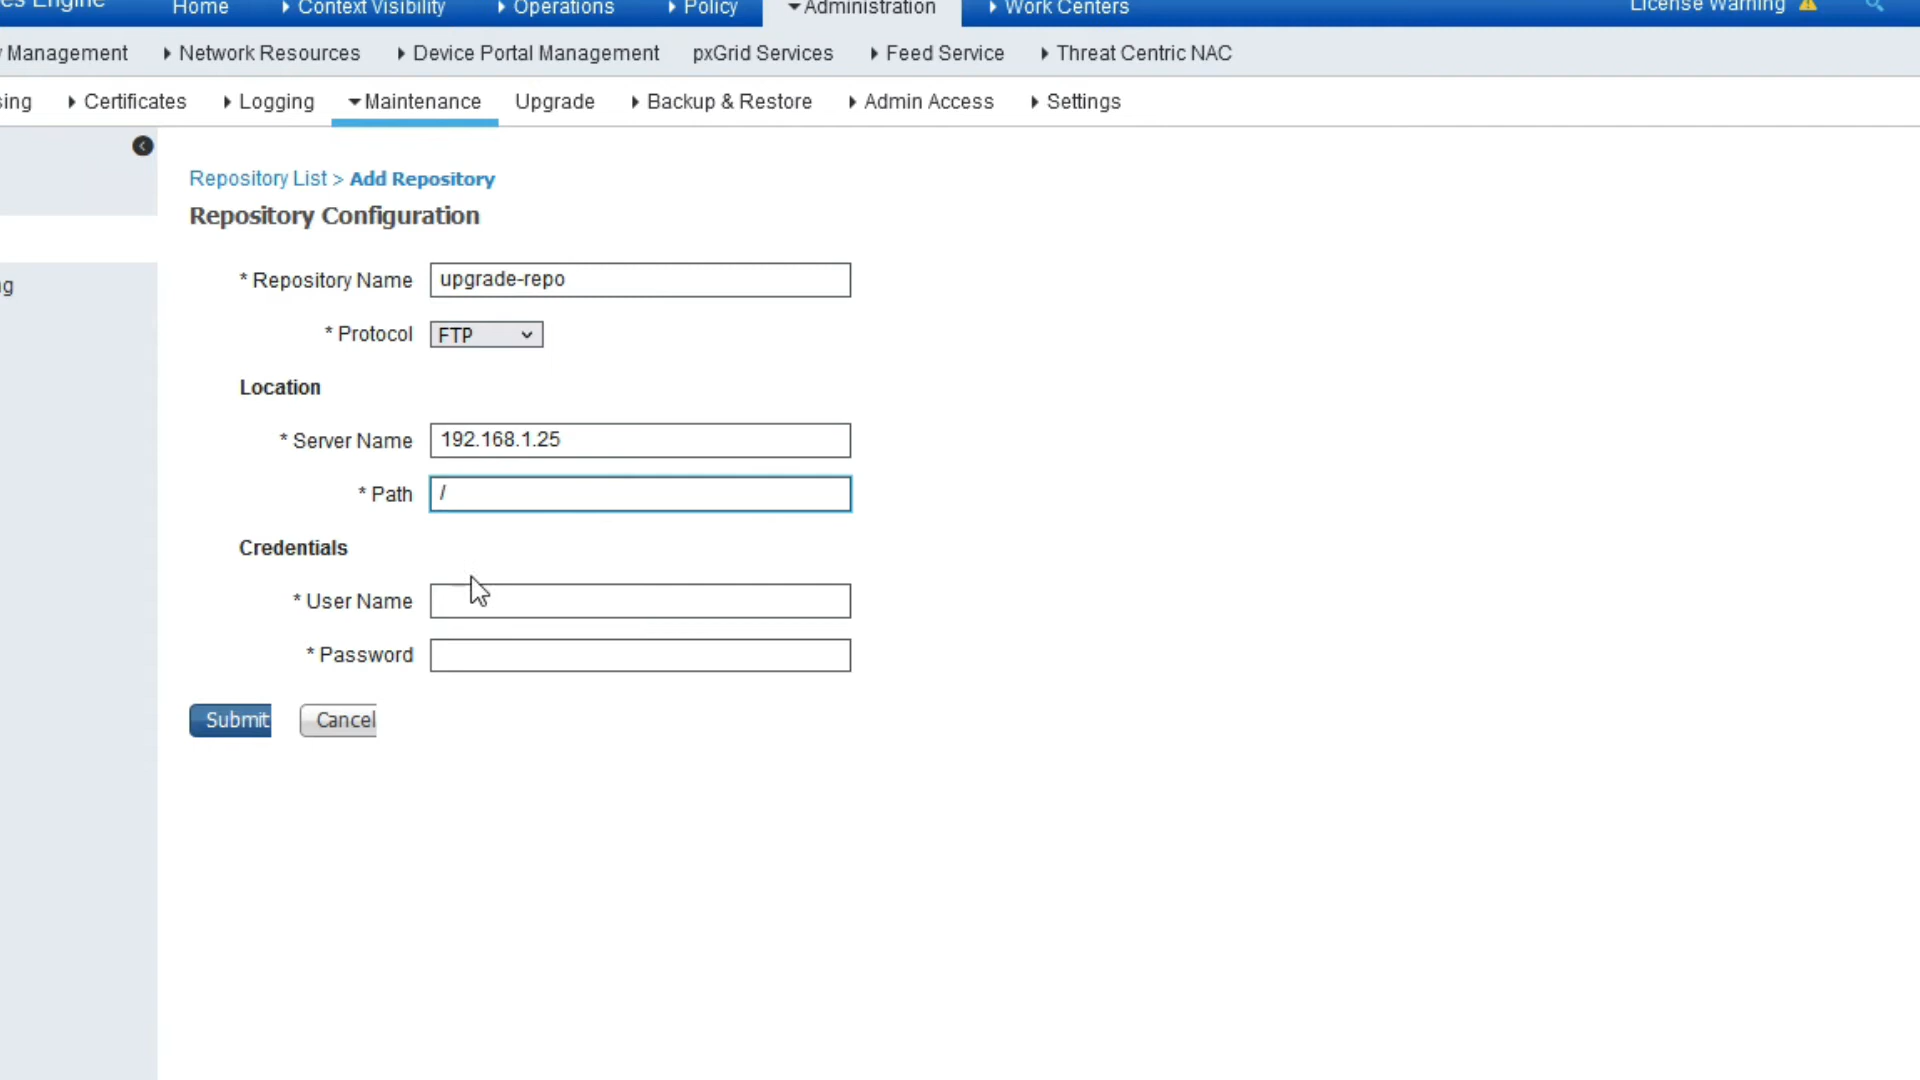 Home Context Visibility Operations Policy Administration Work Centers License Warning
Management Network Resources Device Portal Management pxGrid Services Feed Service Threat Centric NAC
Certificates Logging Maintenance Upgrade Backup & Restore Admin Access Settings
Repository List > Add Repository
Repository Configuration
* Repository Name upgrade-repo
* Protocol FTP
Location
* Server Name 192.168.1.25
* Path /
Credentials
* User Name
* Password
Submit Cancel